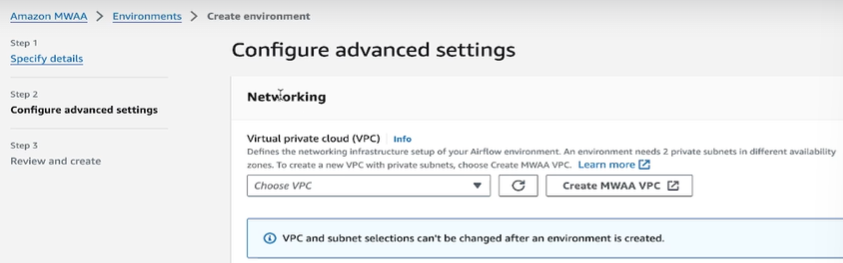 Amazon MWAA > Environments > Create environment
Step 1
Specify details
Step 2
Configure advanced settings
Step 3
Review and create
Configure advanced settings
Networking
Virtual private cloud (VPC) Info
Defines the networking infrastructure setup of your Airflow environment. An environment needs 2 private subnets in different availability
zones. To create a new VPC with private subnets, choose Create MWAA VPC. Learn more
Choose VPC
Create MWAA VPC
VPC and subnet selections can't be changed after an environment is created.